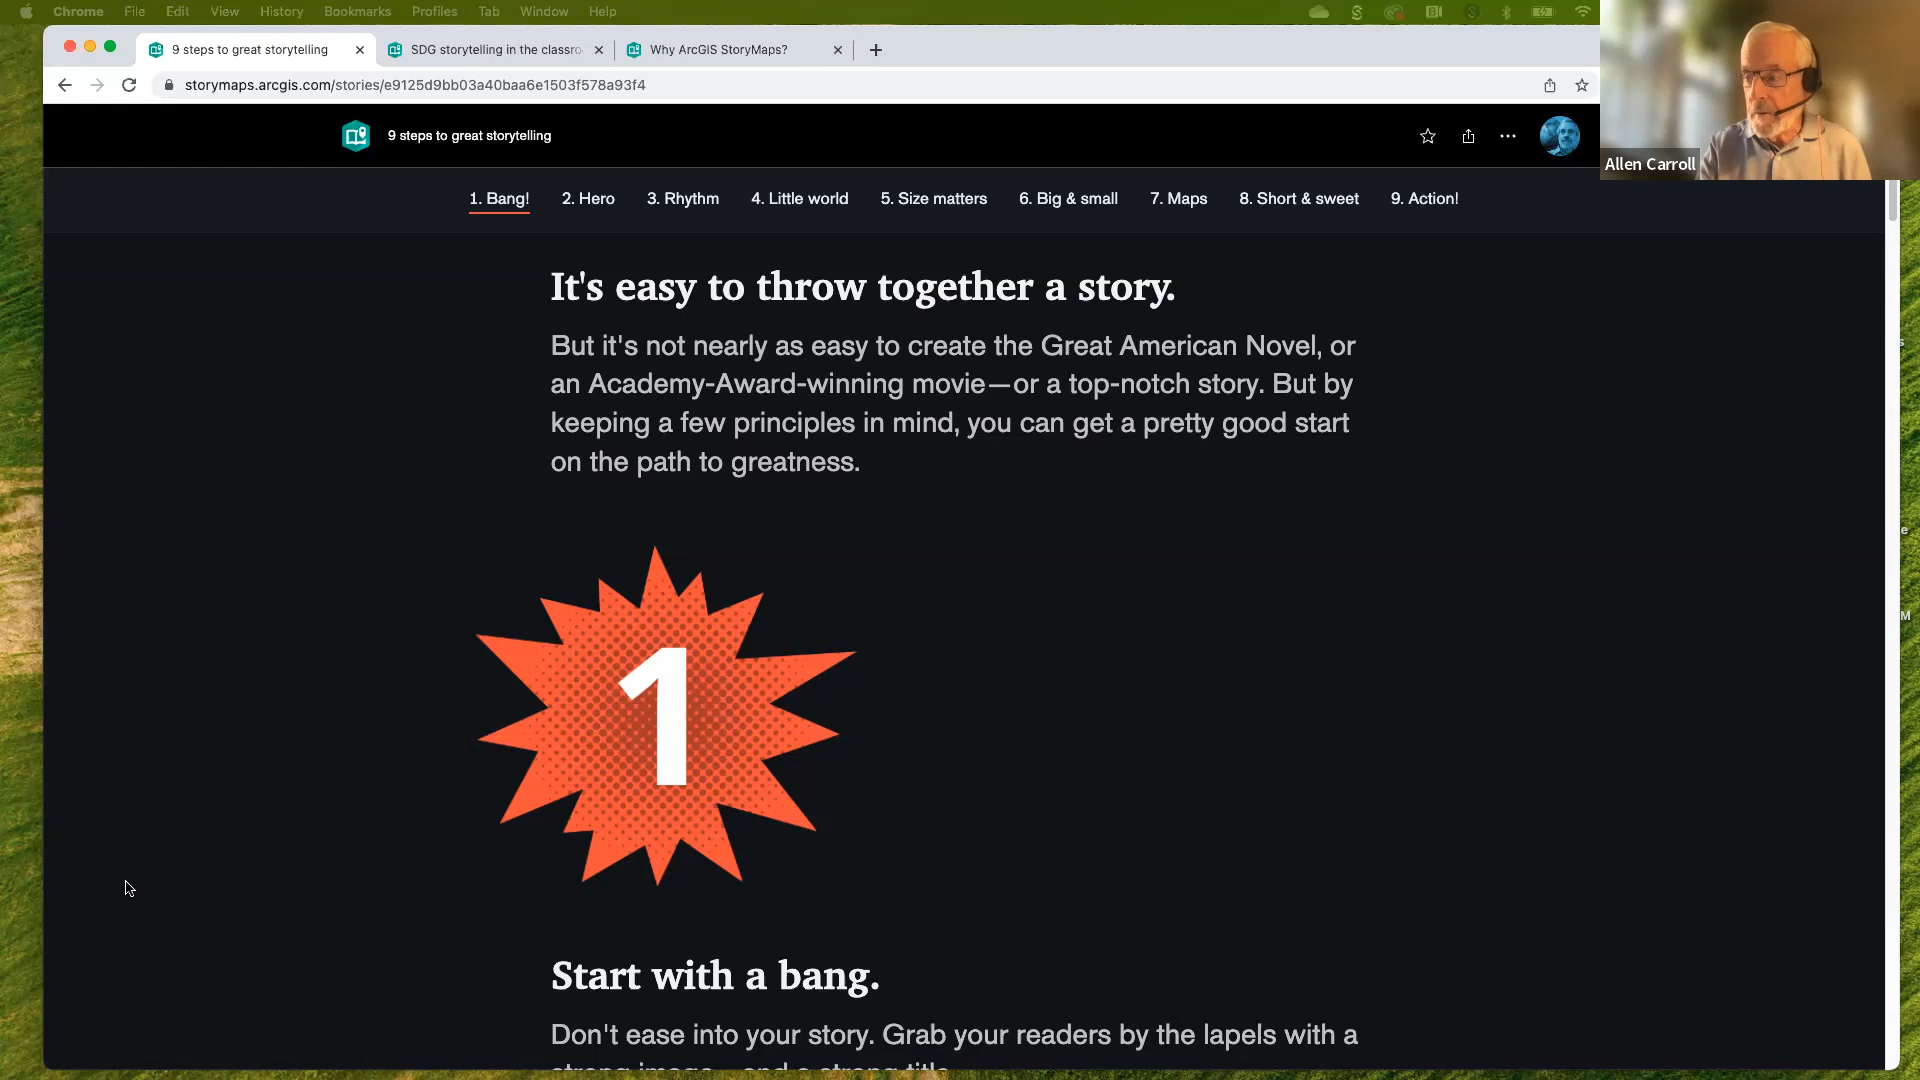 Chrome File Edit View History Bookmarks Profiles Tab Window Help
9 steps to great storytelling
SDG storytelling in the classro
Why ArcGIS StoryMaps?
storymaps.arcgis.com/stories/e9125d9bb03a40baa6e1503f578a93f4
9 steps to great storytelling
Allen Carroll
1. Bang! 2. Hero 3. Rhythm 4. Little world 5. Size matters 6. Big & small 7. Maps 8. Short & sweet 9. Action!
It's easy to throw together a story.
But it's not nearly as easy to create the Great American Novel, or
an Academy-Award-winning movie—or a top-notch story. But by
keeping a few principles in mind, you can get a pretty good start
on the path to greatness.
1
Start with a bang.
Don't ease into your story. Grab your readers by the lapels with a
strong image—and a strong title.